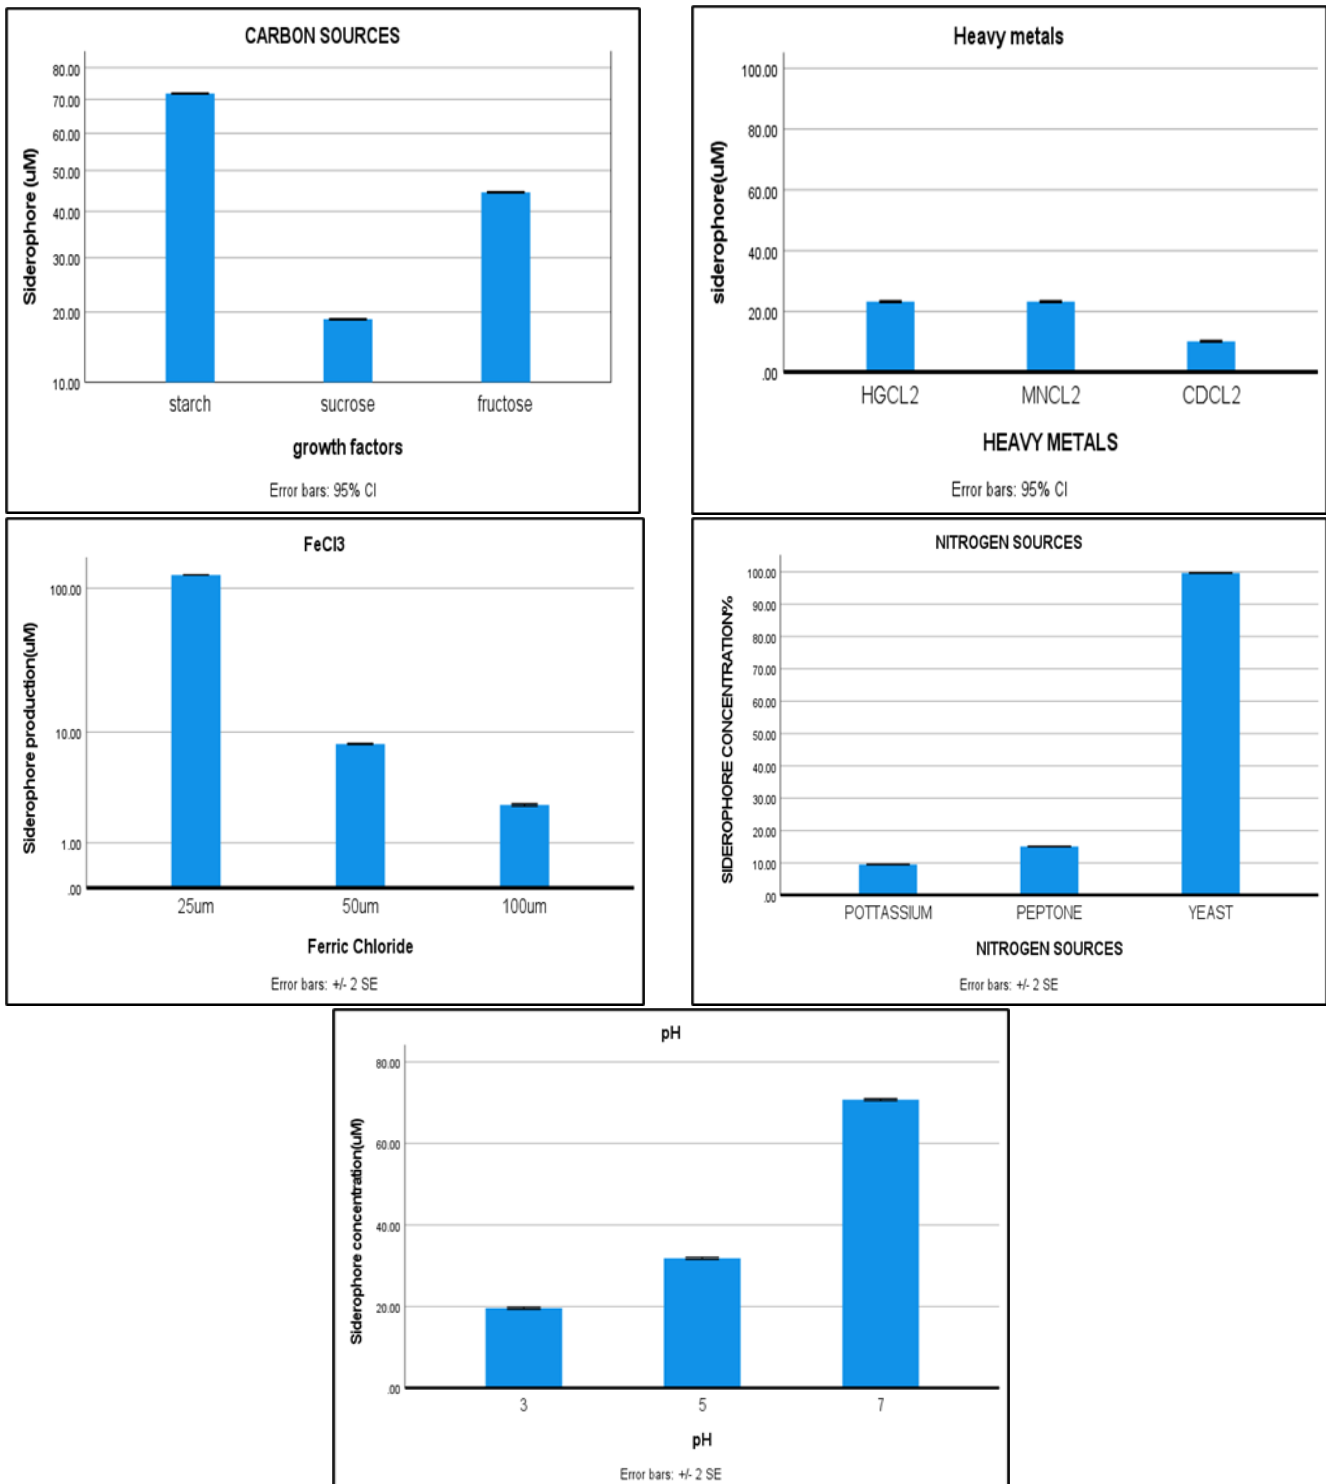 CARBON SOURCES
Siderophore (uM)
80.00
70.00
60.00
50.00
40.00
30.00
20.00
10.00
starch sucrose fructose
growth factors
Error bars: 95% CI
Heavy metals
siderophore(uM)
100.00
80.00
60.00
40.00
20.00
.00
HGCL2 MNCL2 CDCL2
HEAVY METALS
Error bars: 95% CI
FeCl3
Siderophore production(uM)
100.00
10.00
1.00
.00
25um 50um 100um
Ferric Chloride
Error bars: +/- 2 SE
NITROGEN SOURCES
SIDEROPHORE CONCENTRATION%
100.00
90.00
80.00
70.00
60.00
50.00
40.00
30.00
20.00
10.00
.00
POTTASSIUM PEPTONE YEAST
NITROGEN SOURCES
Error bars: +/- 2 SE
pH
Siderophore concentration(uM)
80.00
60.00
40.00
20.00
.00
3 5 7
pH
Error bars: +/- 2 SE